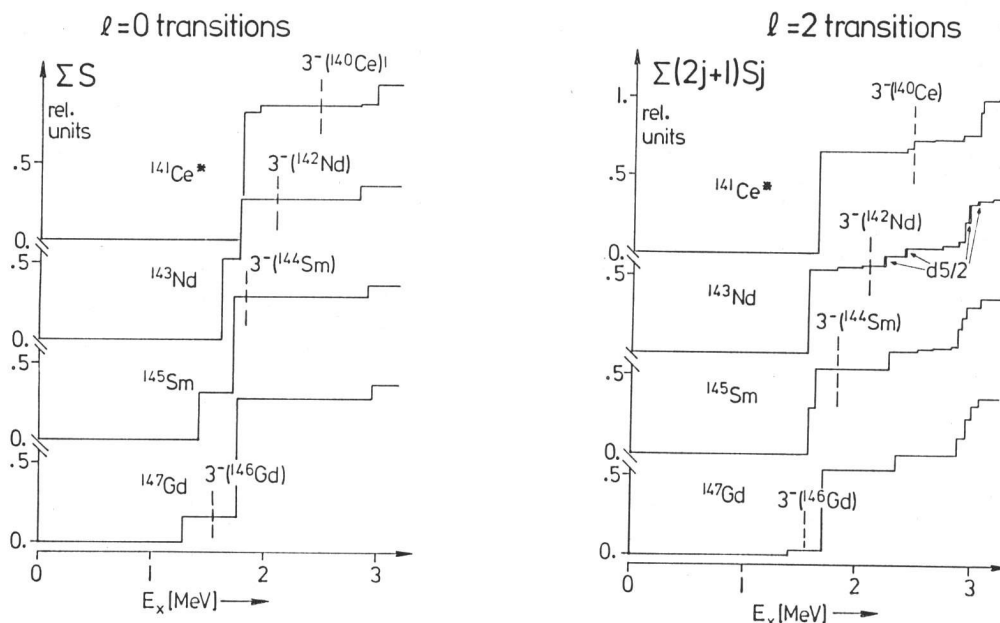 ℓ=0 transitions
ΣS
rel.
units
3⁻(¹⁴⁰Ce)
.5
¹⁴¹Ce*
3⁻(¹⁴²Nd)
0.
.5
¹⁴³Nd
3⁻(¹⁴⁴Sm)
0.
.5
¹⁴⁵Sm
0.
.5
¹⁴⁷Gd
3⁻(¹⁴⁶Gd)
0.
0 1 2 3
Eₓ [MeV]
ℓ=2 transitions
Σ(2j+1)Sj
1.
rel.
units
3⁻(¹⁴⁰Ce)
.5
¹⁴¹Ce*
3⁻(¹⁴²Nd)
0.
.5
d5/2
¹⁴³Nd
3⁻(¹⁴⁴Sm)
0.
.5
¹⁴⁵Sm
0.
.5
¹⁴⁷Gd
3⁻(¹⁴⁶Gd)
0.
0 1 2 3
Eₓ [MeV]